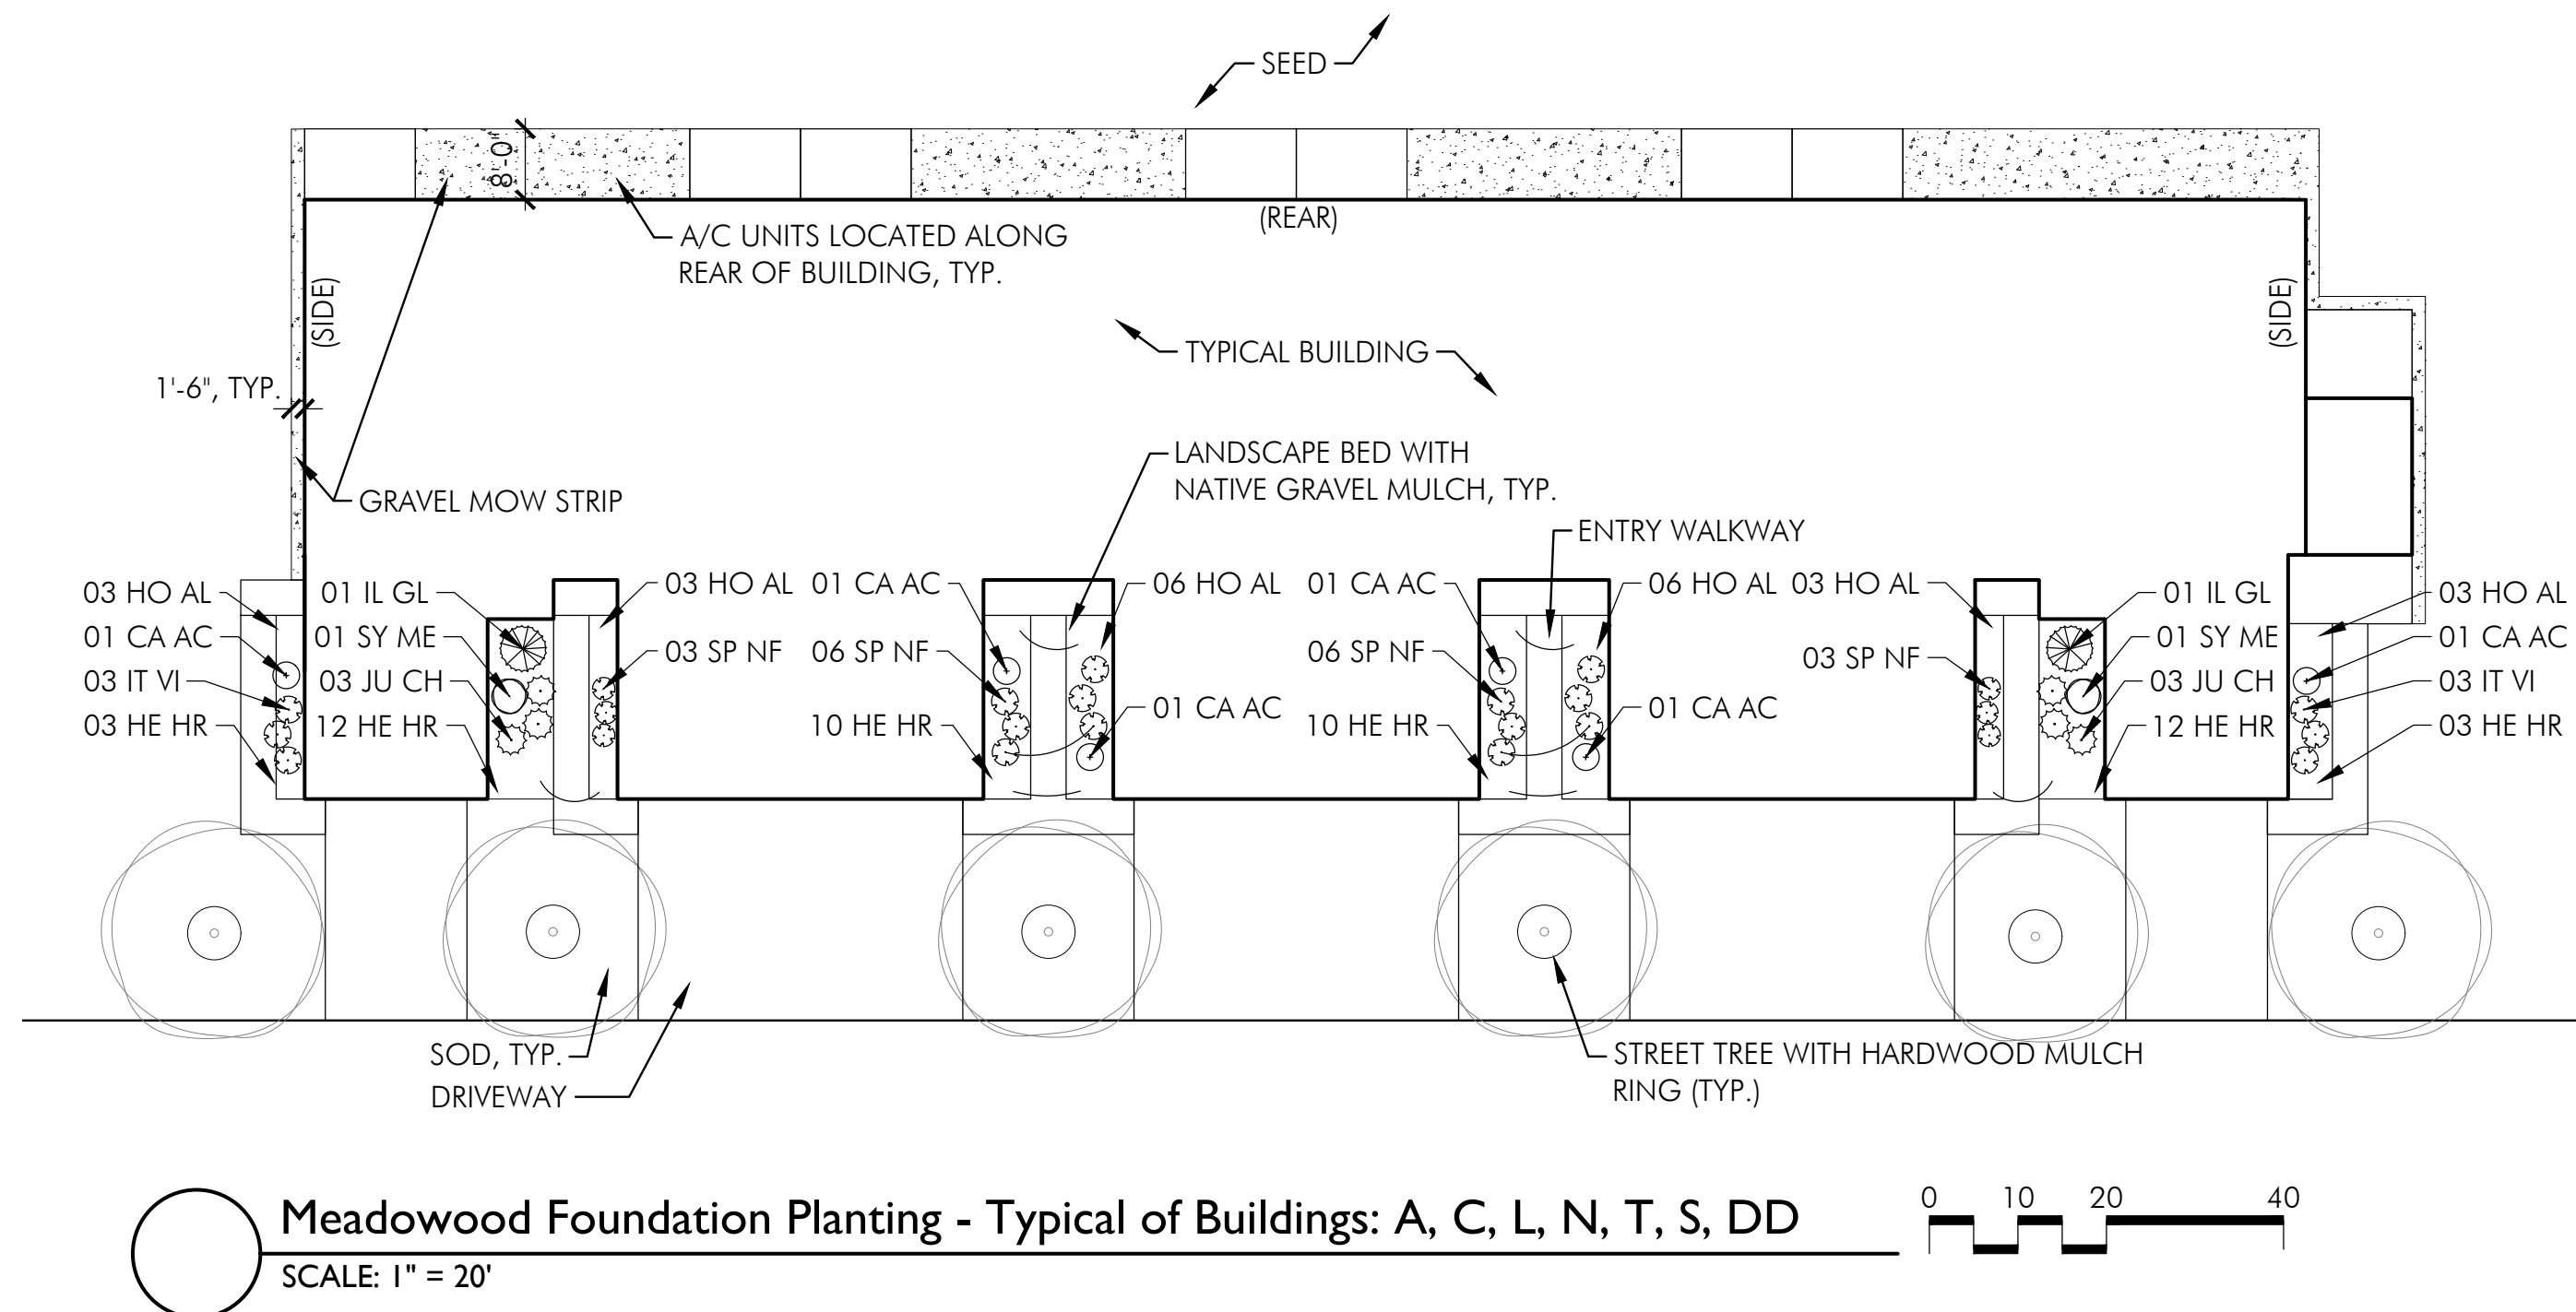 SEED
8'-0"
(REAR)
A/C UNITS LOCATED ALONG
REAR OF BUILDING, TYP.
(SIDE)
(SIDE)
TYPICAL BUILDING
1'-6", TYP.
LANDSCAPE BED WITH
NATIVE GRAVEL MULCH, TYP.
GRAVEL MOW STRIP
ENTRY WALKWAY
03 HO AL
01 CA AC
03 IT VI
03 HE HR
01 IL GL
01 SY ME
03 JU CH
12 HE HR
03 HO AL
03 SP NF
01 CA AC
06 SP NF
10 HE HR
06 HO AL
01 CA AC
01 CA AC
06 SP NF
10 HE HR
06 HO AL
01 CA AC
03 HO AL
03 SP NF
01 IL GL
01 SY ME
03 JU CH
12 HE HR
03 HO AL
01 CA AC
03 IT VI
03 HE HR
SOD, TYP.
DRIVEWAY
STREET TREE WITH HARDWOOD MULCH
RING (TYP.)
Meadowood Foundation Planting - Typical of Buildings: A, C, L, N, T, S, DD
SCALE: 1" = 20'
0 10 20 40